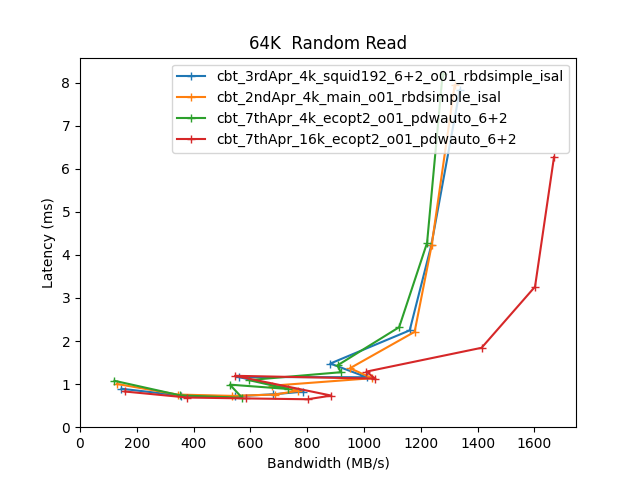 64K  Random Read
cbt_3rdApr_4k_squid192_6+2_o01_rbdsimple_isal
cbt_2ndApr_4k_main_o01_rbdsimple_isal
cbt_7thApr_4k_ecopt2_o01_pdwauto_6+2
cbt_7thApr_16k_ecopt2_o01_pdwauto_6+2
8
7
6
5
4
3
2
1
0
Latency (ms)
0 200 400 600 800 1000 1200 1400 1600
Bandwidth (MB/s)